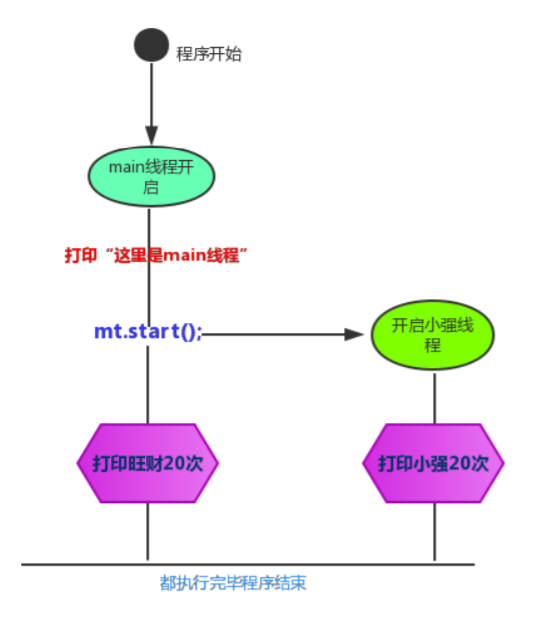 程序开始
main线程开
启
打印“这里是main线程”
mt.start();
开启小强线
程
打印旺财20次
打印小强20次
都执行完毕程序结束